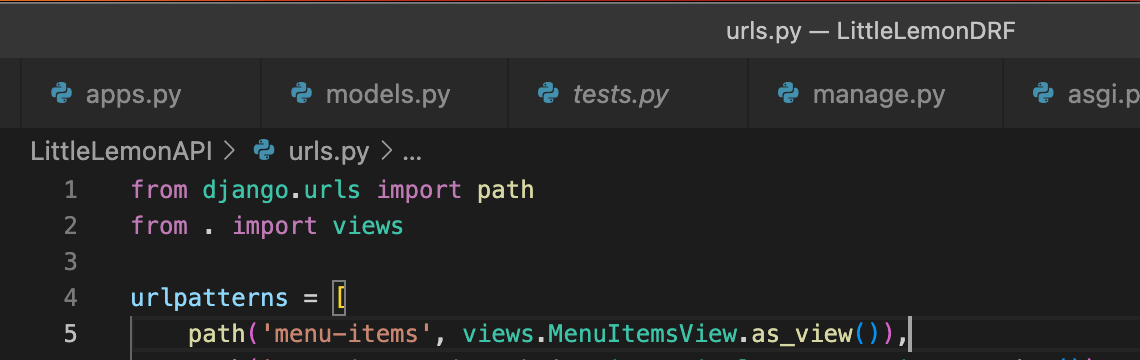 urls.py — LittleLemonDRF
apps.py models.py tests.py manage.py asgi.p
LittleLemonAPI > urls.py > ...
1 from django.urls import path
2 from . import views
3
4 urlpatterns = [
5 path('menu-items', views.MenuItemsView.as_view()),